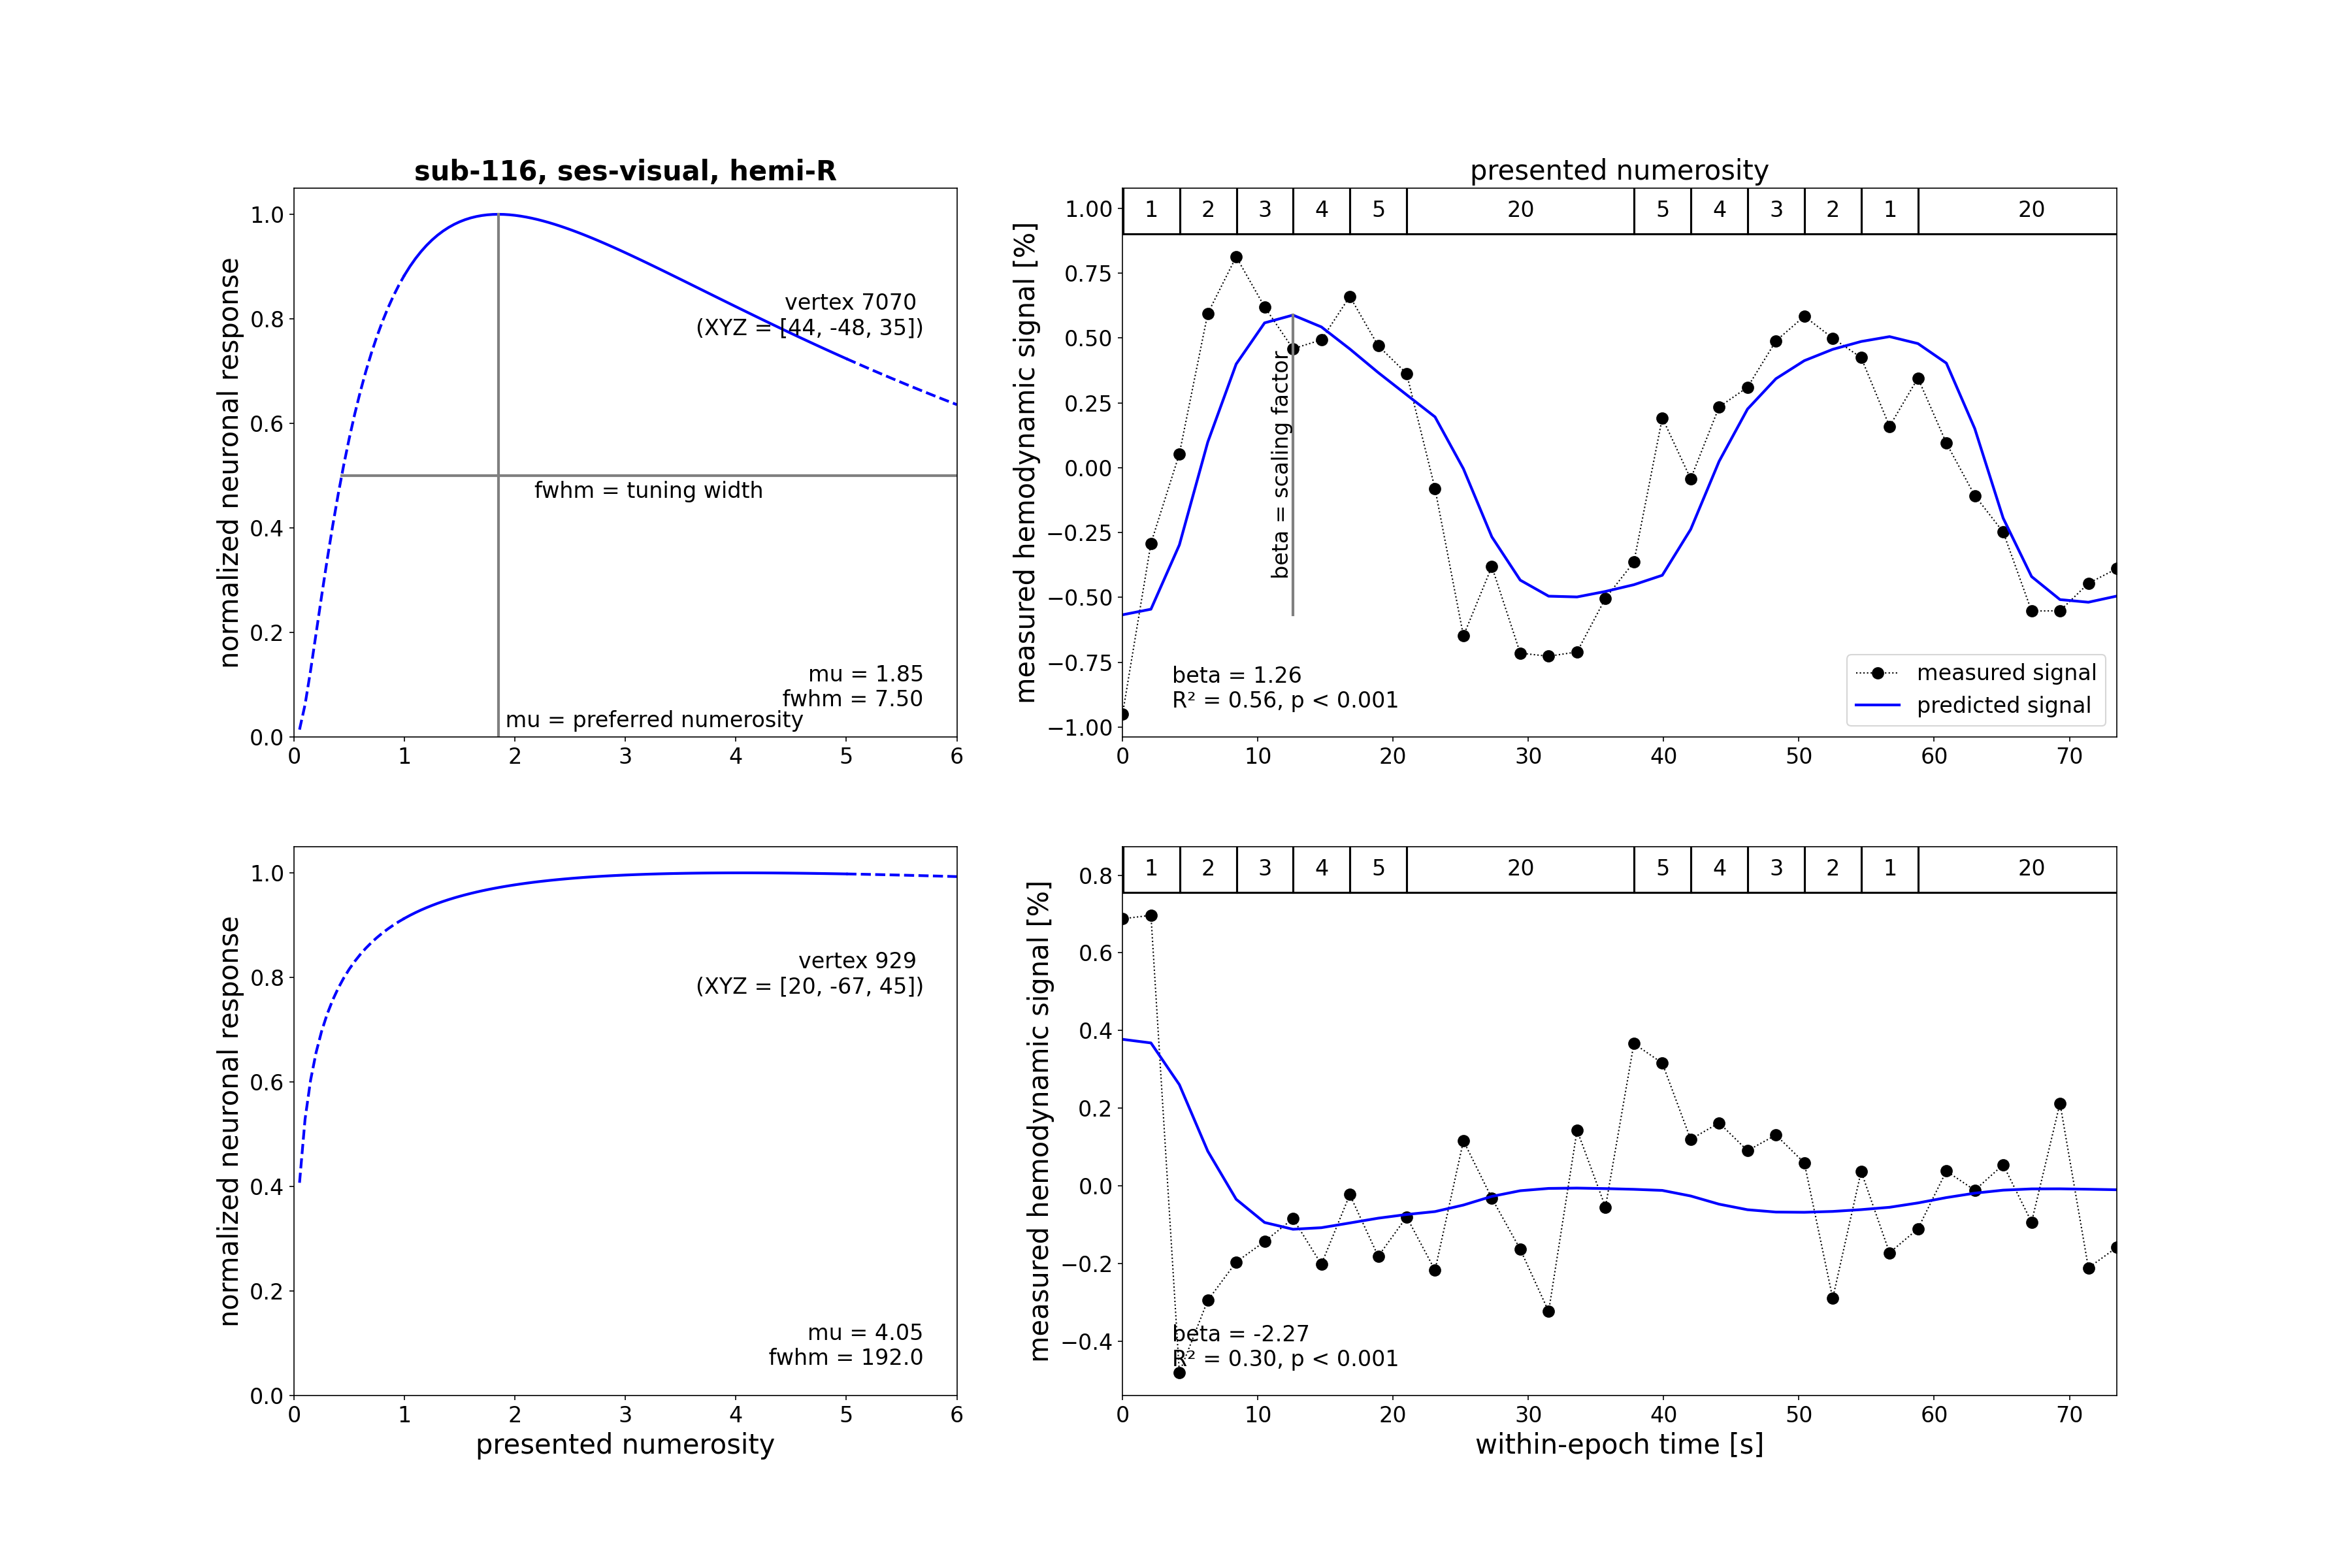 sub-116, ses-visual, hemi-R
normalized neuronal response
1.0
0.8
0.6
0.4
0.2
0.0
0 1 2 3 4 5 6
vertex 7070
(XYZ = [44, -48, 35])
fwhm = tuning width
mu = 1.85
fwhm = 7.50
mu = preferred numerosity
presented numerosity
1 2 3 4 5 20 5 4 3 2 1 20
measured hemodynamic signal [%]
1.00
0.75
0.50
0.25
0.00
−0.25
−0.50
−0.75
−1.00
0 10 20 30 40 50 60 70
beta = scaling factor
beta = 1.26
R² = 0.56, p < 0.001
measured signal
predicted signal
normalized neuronal response
1.0
0.8
0.6
0.4
0.2
0.0
0 1 2 3 4 5 6
presented numerosity
vertex 929
(XYZ = [20, -67, 45])
mu = 4.05
fwhm = 192.0
1 2 3 4 5 20 5 4 3 2 1 20
measured hemodynamic signal [%]
0.8
0.6
0.4
0.2
0.0
−0.2
−0.4
beta = -2.27
R² = 0.30, p < 0.001
0 10 20 30 40 50 60 70
within-epoch time [s]